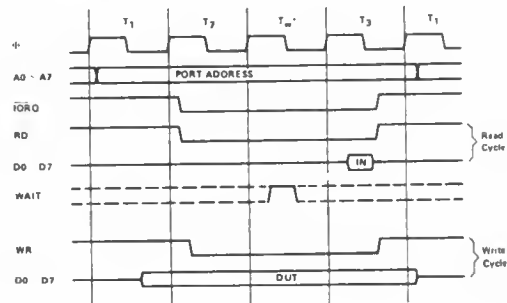 T1 T2 Tw* T3 T1
Φ
A0 - A7 PORT ADDRESS
IORQ
RD
Read
Cycle
D0 D7 IN
WAIT
WR
Write
Cycle
D0 D7 OUT